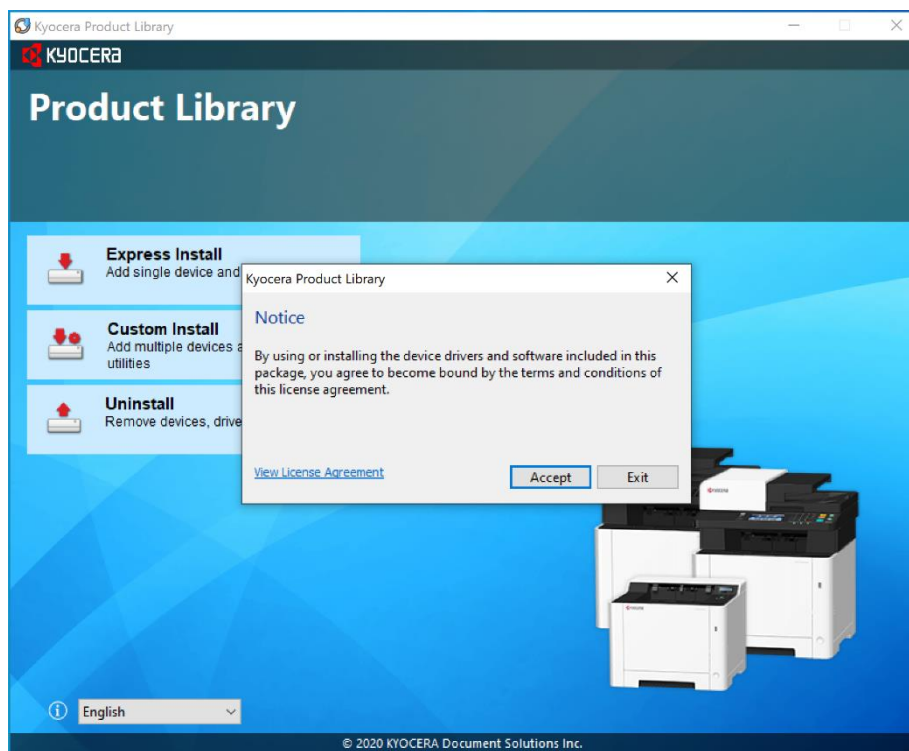 Kyocera Product Library
KYOCERA
Product Library
Express Install
Add single device and
Custom Install
Add multiple devices a
utilities
Uninstall
Remove devices, drive
Kyocera Product Library
Notice
By using or installing the device drivers and software included in this
package, you agree to become bound by the terms and conditions of
this license agreement.
View License Agreement
Accept
Exit
English
© 2020 KYOCERA Document Solutions Inc.